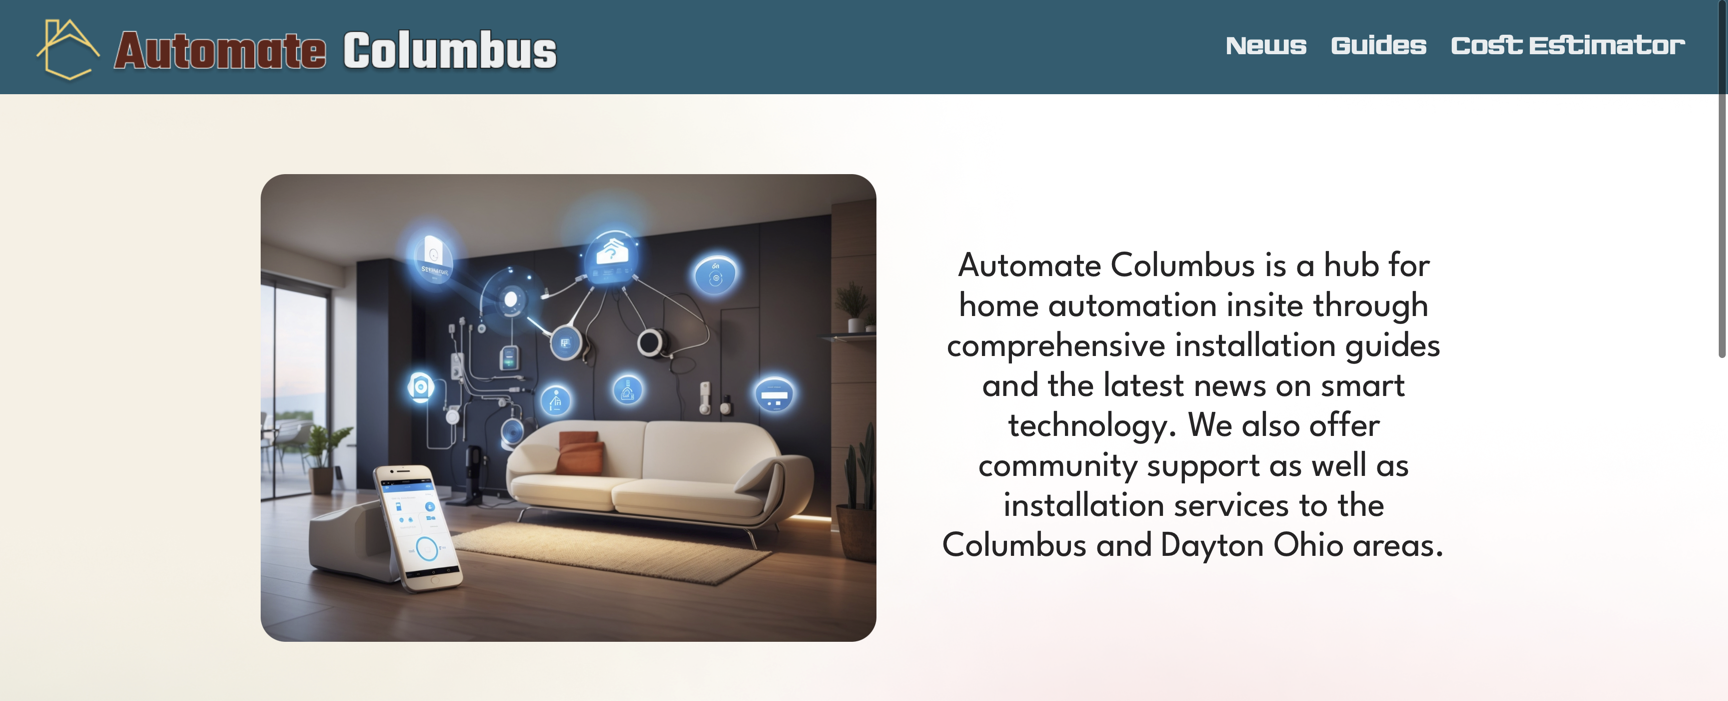 Automate Columbus
News Guides Cost Estimator
Automate Columbus is a hub for
home automation insite through
comprehensive installation guides
and the latest news on smart
technology. We also offer
community support as well as
installation services to the
Columbus and Dayton Ohio areas.